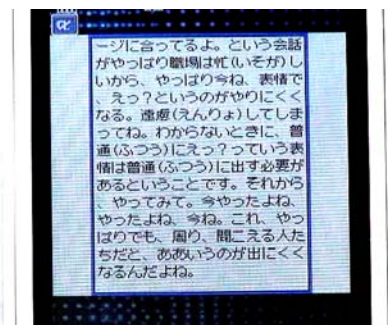 ージに合ってるよ。という会話
がやっぱり職場は忙(いそが)し
いから、やっぱり今ね、表情で
、えっ？というのがやりにくく
なる。遠慮(えんりょ)してしま
ってね。わからないときに、普
通(ふつう)にえっ？っていう表
情は普通(ふつう)に出す必要が
あるということです。それから
、やってみて。今やったよね、
やったよね、今ね。これ、やっ
ぱりでも、周り、聞こえる人た
ちだと、ああいうのが出にくく
なるんだよね。